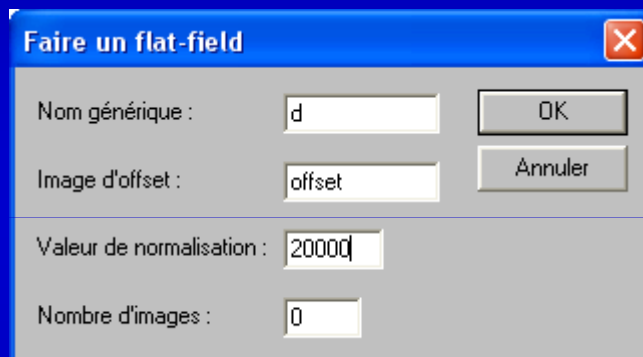 Faire un flat-field
Nom générique : d OK
Image d'offset : offset Annuler
Valeur de normalisation : 20000
Nombre d'images : 0